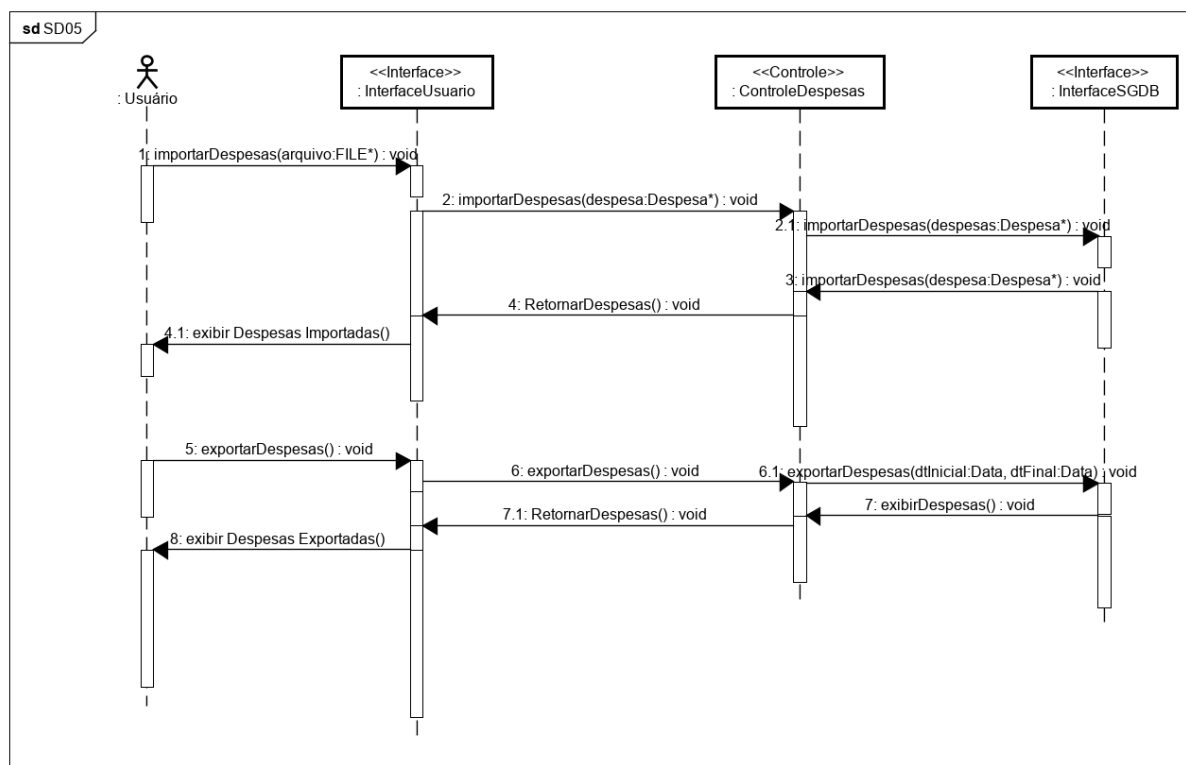 sd SD05
<<Interface>>
: InterfaceUsuario
<<Controle>>
: ControleDespesas
<<Interface>>
: InterfaceSGDB
: Usuário
1: importarDespesas(arquivo:FILE*) : void
2: importarDespesas(despesa:Despesa*) : void
2.1: importarDespesas(despesas:Despesa*) : void
3: importarDespesas(despesa:Despesa*) : void
4: RetornarDespesas() : void
4.1: exibir Despesas Importadas()
5: exportarDespesas() : void
6: exportarDespesas() : void
6.1: exportarDespesas(dtInicial:Data, dtFinal:Data) : void
7: exibirDespesas() : void
7.1: RetornarDespesas() : void
8: exibir Despesas Exportadas()